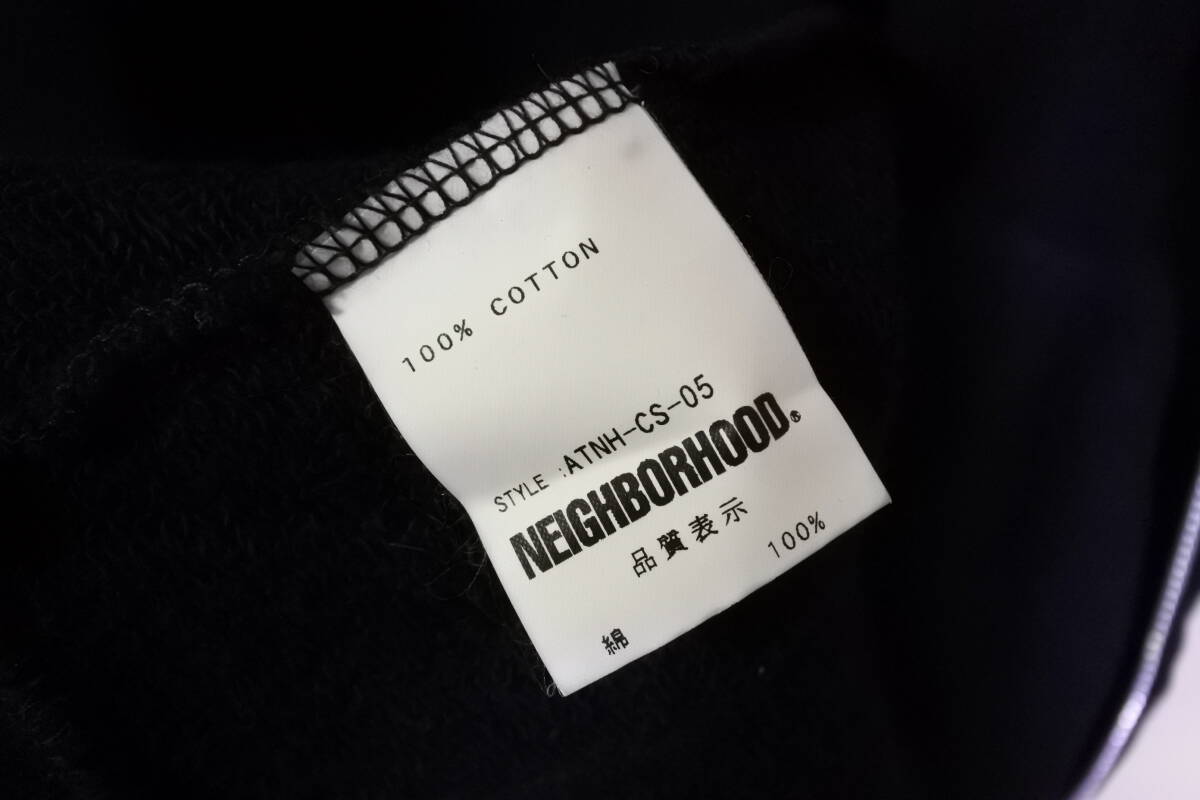 100% COTTON
STYLE :ATNH-CS-05
NEIGHBORHOOD®
品質表示
綿 100%